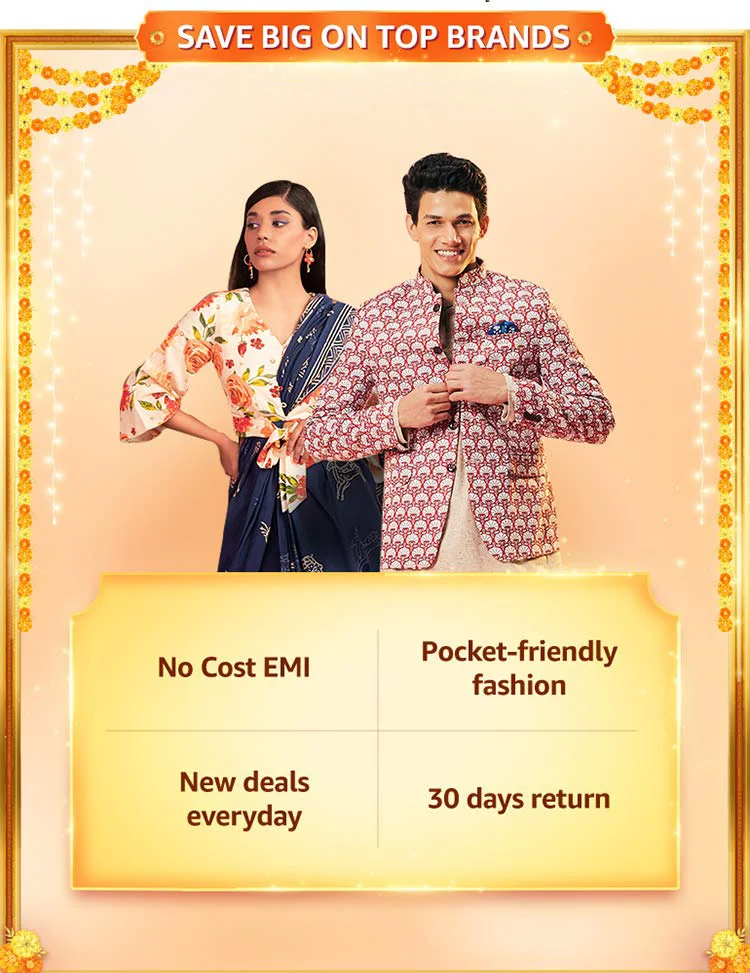 SAVE BIG ON TOP BRANDS
No Cost EMI
Pocket-friendly
fashion
New deals
everyday
30 days return